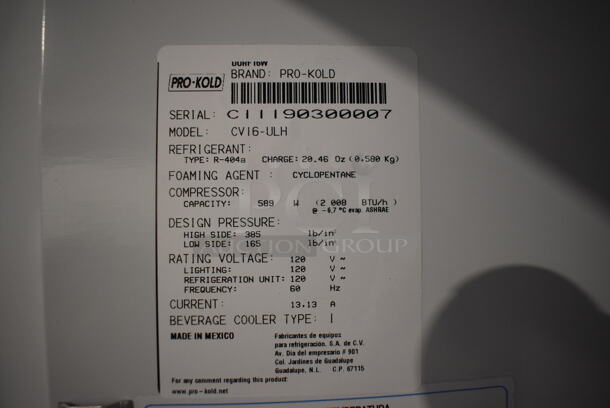 PRO-KOLD
BRAND: PRO-KOLD
SERIAL: C11190300007
MODEL: CV16-ULH
REFRIGERANT:
TYPE: R-404a CHARGE: 20.46 Oz (0.580 Kg)
FOAMING AGENT : CYCLOPENTANE
COMPRESSOR:
CAPACITY: 589 W (2 008 BTU/h)
@ -6.7 °C evap. ASHRAE
DESIGN PRESSURE:
HIGH SIDE: 385 lb/in²
LOW SIDE: 165 lb/in²
AUCTION GROUP
RATING VOLTAGE: 120 V ~
LIGHTING: 120 V ~
REFRIGERATION UNIT: 120 V ~
FREQUENCY: 60 Hz
CURRENT: 13.13 A
BEVERAGE COOLER TYPE: I
MADE IN MEXICO
Fabricantes de equipos
para refrigeración. S.A. de C.V.
Av. Dia del empresario # 901
Col. Jardines de Guadalupe
Guadalupe, N.L. C.P. 67115
For any comment regarding this product:
www.pro-kold.net